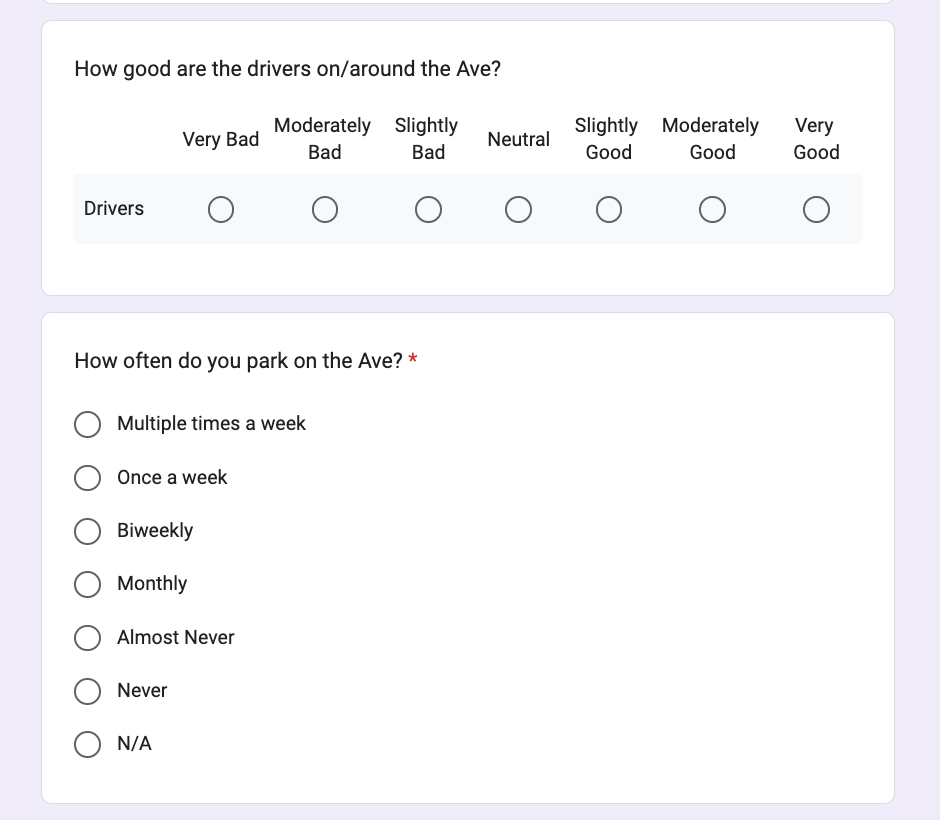 How good are the drivers on/around the Ave?
Very Bad
Moderately Bad
Slightly Bad
Neutral
Slightly Good
Moderately Good
Very Good
Drivers
How often do you park on the Ave? *
Multiple times a week
Once a week
Biweekly
Monthly
Almost Never
Never
N/A